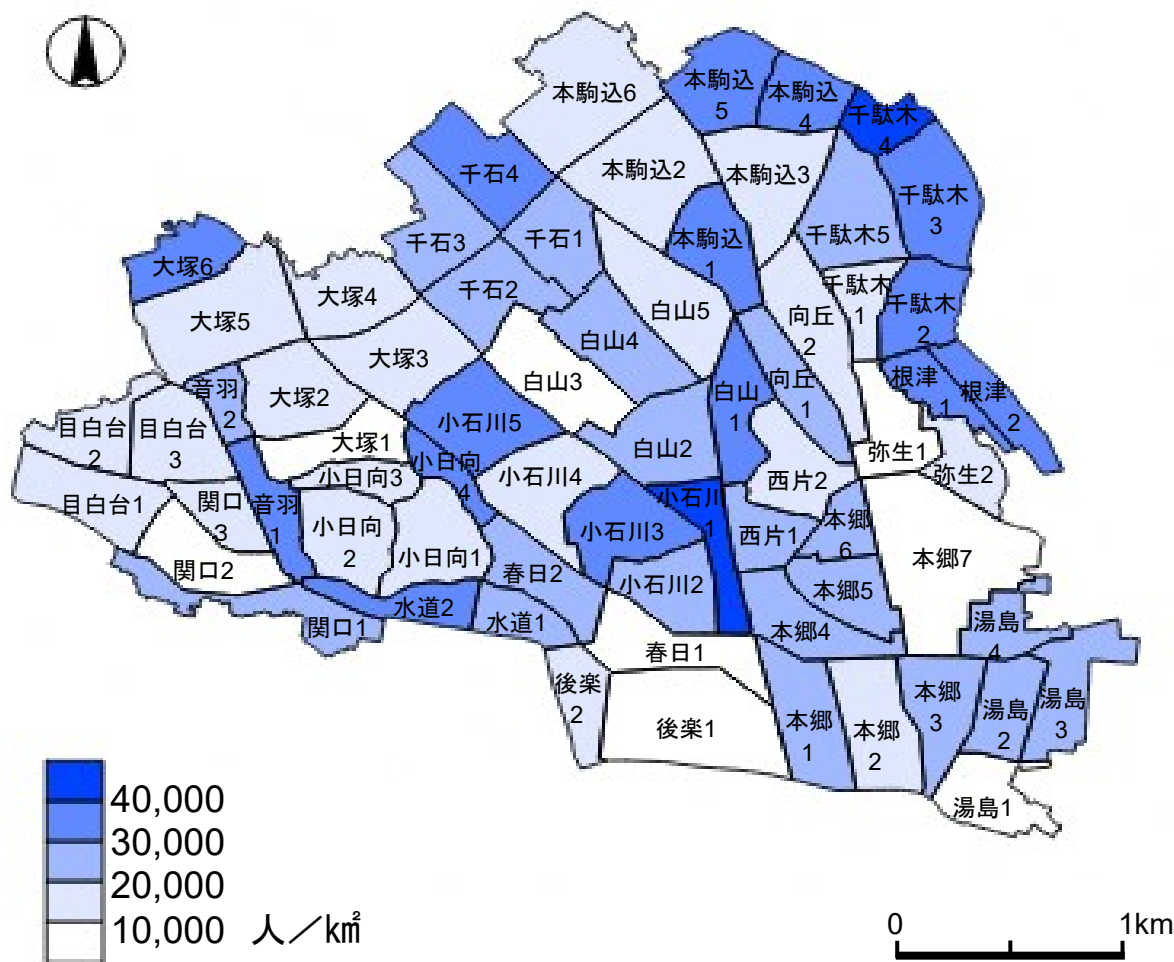 本駒込6
本駒込
5
本駒込
4
千駄木
4
千石4
本駒込2
本駒込3
千駄木
3
千石3
千石1
本駒込
1
千駄木5
大塚6
大塚4
千石2
白山5
向丘
2
千駄木
1
千駄木
2
大塚5
大塚3
白山4
白山3
白山
1
向丘
1
根津
1
根津
2
音羽
2
大塚2
小石川5
白山2
目白台
2
目白台
3
大塚1
小日向
4
小石川4
西片2
弥生1
弥生2
小日向3
目白台1
関口
3
音羽
1
小日向
2
小日向1
小石川3
小石川
1
西片1
本郷
6
本郷7
関口2
春日2
小石川2
本郷5
関口1
水道2
水道1
本郷4
湯島
4
春日1
後楽
2
後楽1
本郷
1
本郷
2
本郷
3
湯島
2
湯島
3
湯島1
40,000
30,000
20,000
10,000 人/km²
0 1km